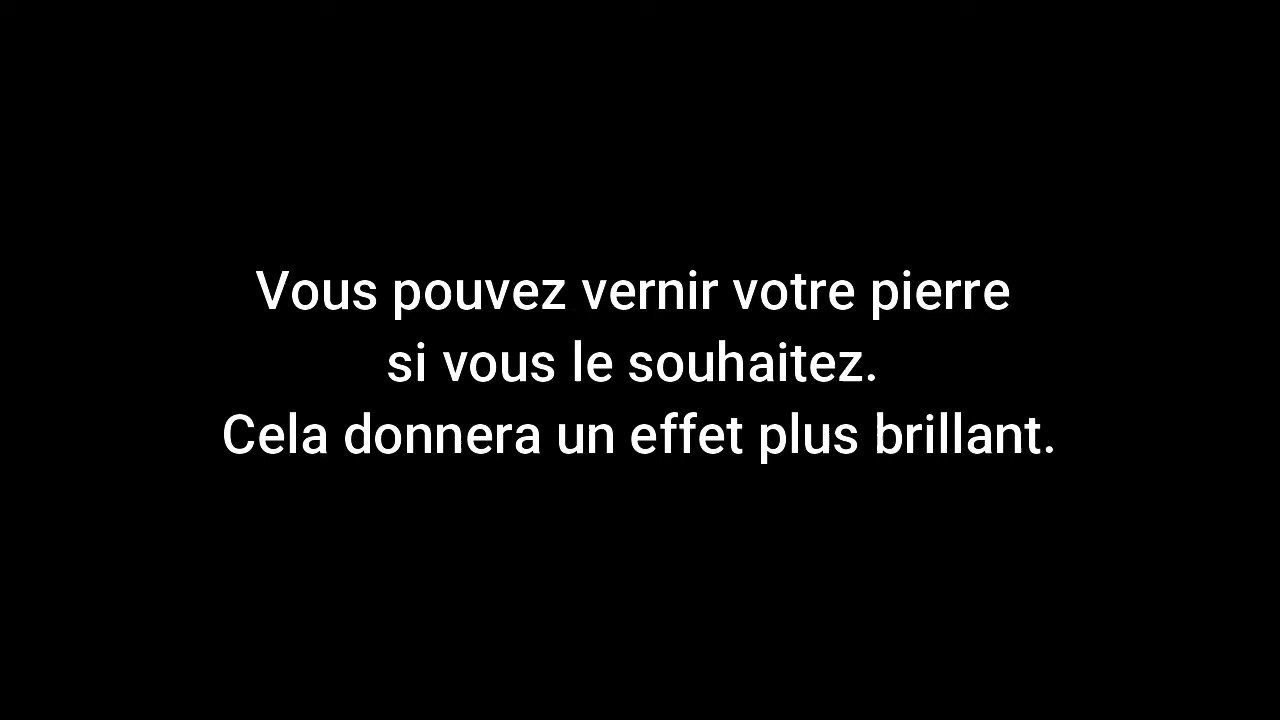 Vous pouvez vernir votre pierre
si vous le souhaitez.
Cela donnera un effet plus brillant.